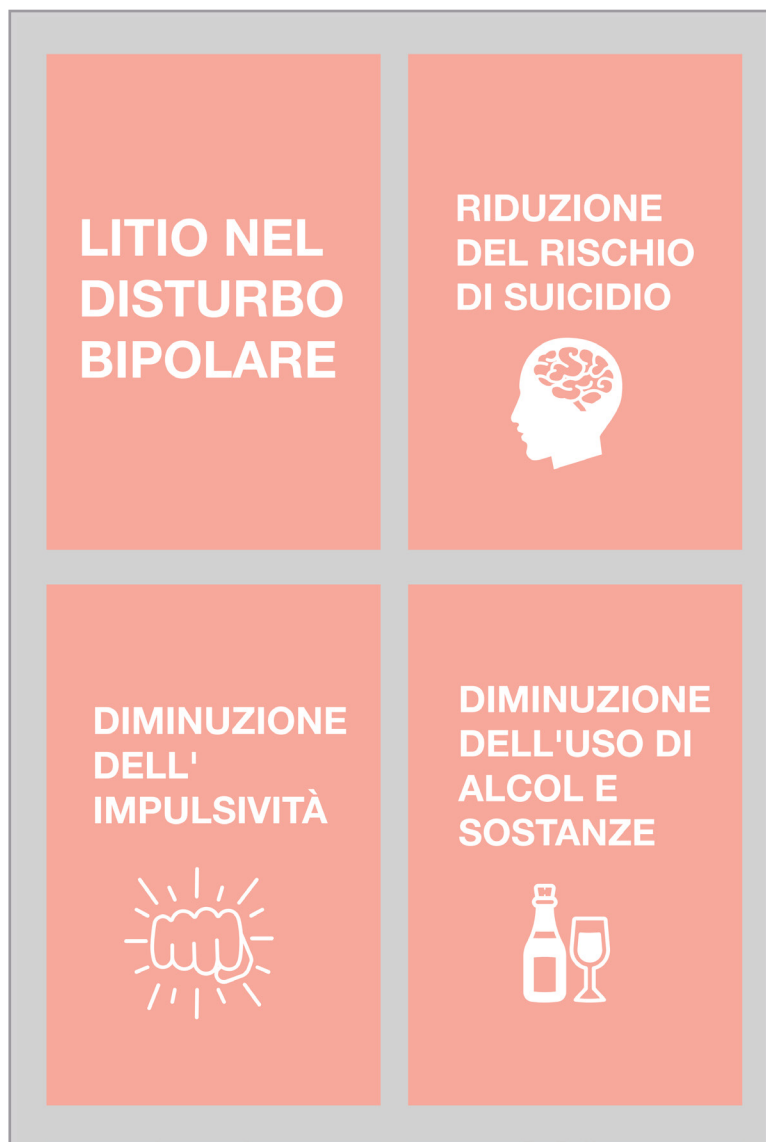 LITIO NEL
DISTURBO
BIPOLARE
RIDUZIONE
DEL RISCHIO
DI SUICIDIO
DIMINUZIONE
DELL'
IMPULSIVITÀ
DIMINUZIONE
DELL'USO DI
ALCOL E
SOSTANZE